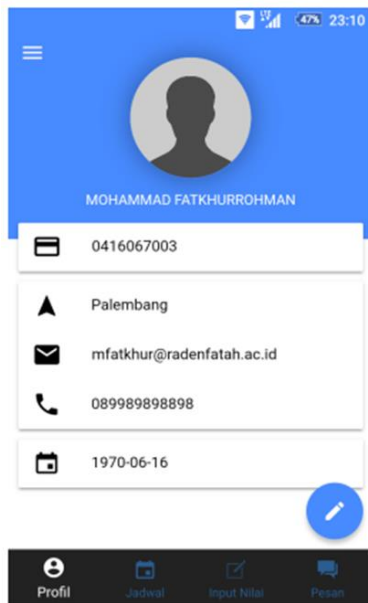 LTE 47% 23:10
MOHAMMAD FATKHURROHMAN
0416067003
Palembang
mfatkhur@radenfatah.ac.id
089989898898
1970-06-16
Profil Jadwal Input Nilai Pesan